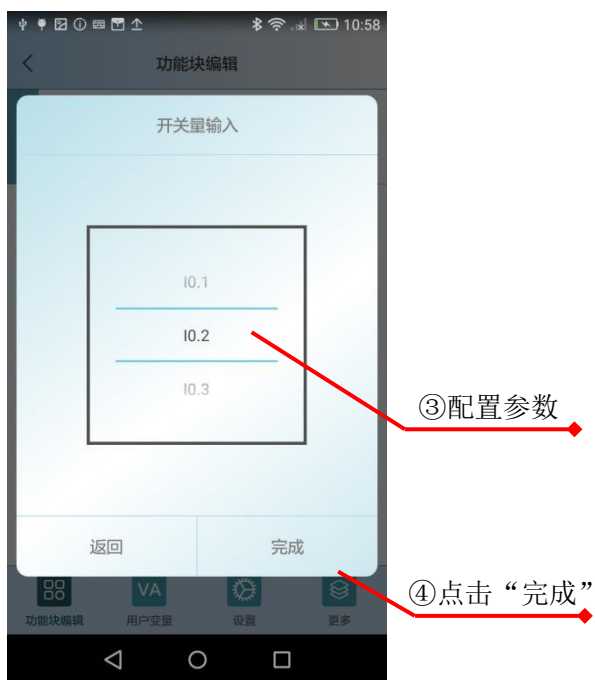 10:58
功能块编辑
开关量输入
I0.1
I0.2
I0.3
③配置参数
返回
完成
④点击“完成”
VA
功能块编辑
用户变量
设置
更多